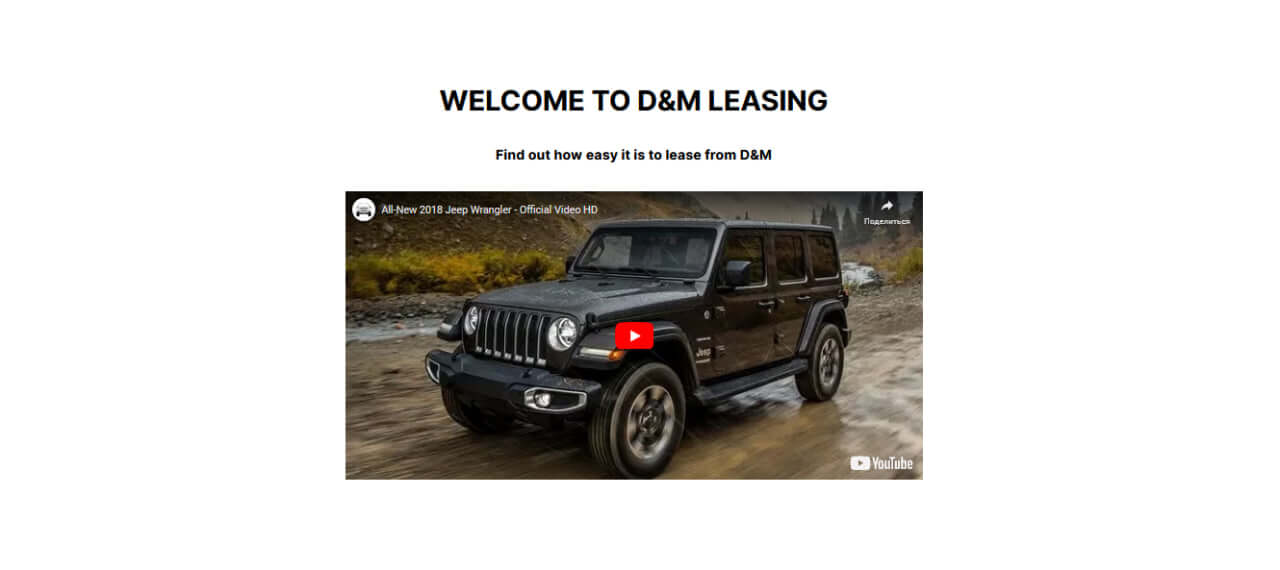 WELCOME TO D&M LEASING
Find out how easy it is to lease from D&M
All-New 2018 Jeep Wrangler - Official Video HD
Поделиться
Jeep
YouTube